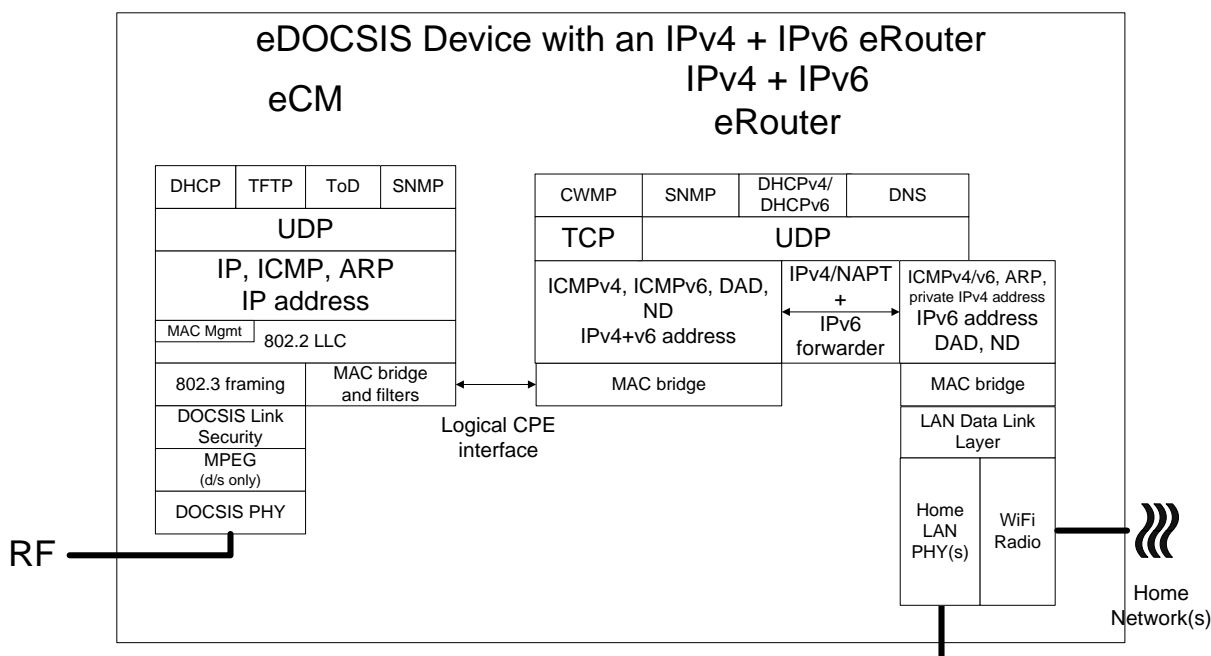 eDOCSIS Device with an IPv4 + IPv6 eRouter
eCM
IPv4 + IPv6
eRouter
DHCP
TFTP
ToD
SNMP
UDP
IP, ICMP, ARP
IP address
MAC Mgmt
802.2 LLC
802.3 framing
MAC bridge
and filters
DOCSIS Link
Security
MPEG
(d/s only)
DOCSIS PHY
RF
Logical CPE
interface
CWMP
SNMP
DHCPv4/
DHCPv6
DNS
TCP
UDP
ICMPv4, ICMPv6, DAD,
ND
IPv4+v6 address
IPv4/NAPT
+
IPv6
forwarder
ICMPv4/v6, ARP,
private IPv4 address
IPv6 address
DAD, ND
MAC bridge
MAC bridge
LAN Data Link
Layer
Home
LAN
PHY(s)
WiFi
Radio
Home
Network(s)